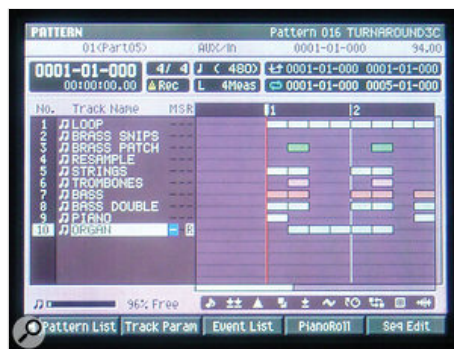 PATTERN Pattern 016 TURNAROUND3C
01(Part05) AUX/In 0001-01-000 94.00
0001-01-000 4/ 4 ♩ ( 480) 0001-01-000 0001-01-000
00:00:00.00 Rec L 4Meas 0001-01-000 0005-01-000
No. Track Name MSR 1 2
1 LOOP ---
2 BRASS SNIPS ---
3 BRASS PATCH ---
4 RESAMPLE ---
5 STRINGS ---
6 TROMBONES ---
7 BASS ---
8 BASS DOUBLE ---
9 PIANO ---
10 ORGAN - R
96% Free
Pattern List Track Param Event List PianoRoll Seq Edit